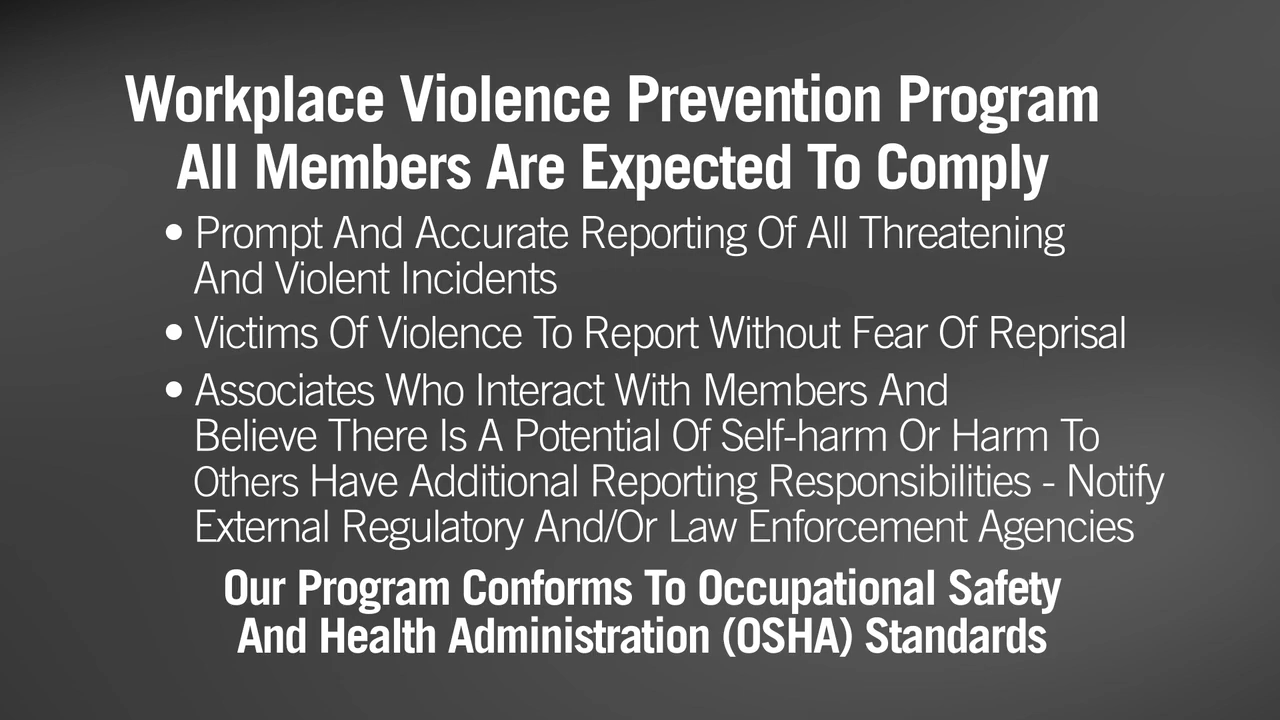 Workplace Violence Prevention Program
All Members Are Expected To Comply
• Prompt And Accurate Reporting Of All Threatening
And Violent Incidents
• Victims Of Violence To Report Without Fear Of Reprisal
• Associates Who Interact With Members And
Believe There Is A Potential Of Self-harm Or Harm To
Others Have Additional Reporting Responsibilities - Notify
External Regulatory And/Or Law Enforcement Agencies
Our Program Conforms To Occupational Safety
And Health Administration (OSHA) Standards